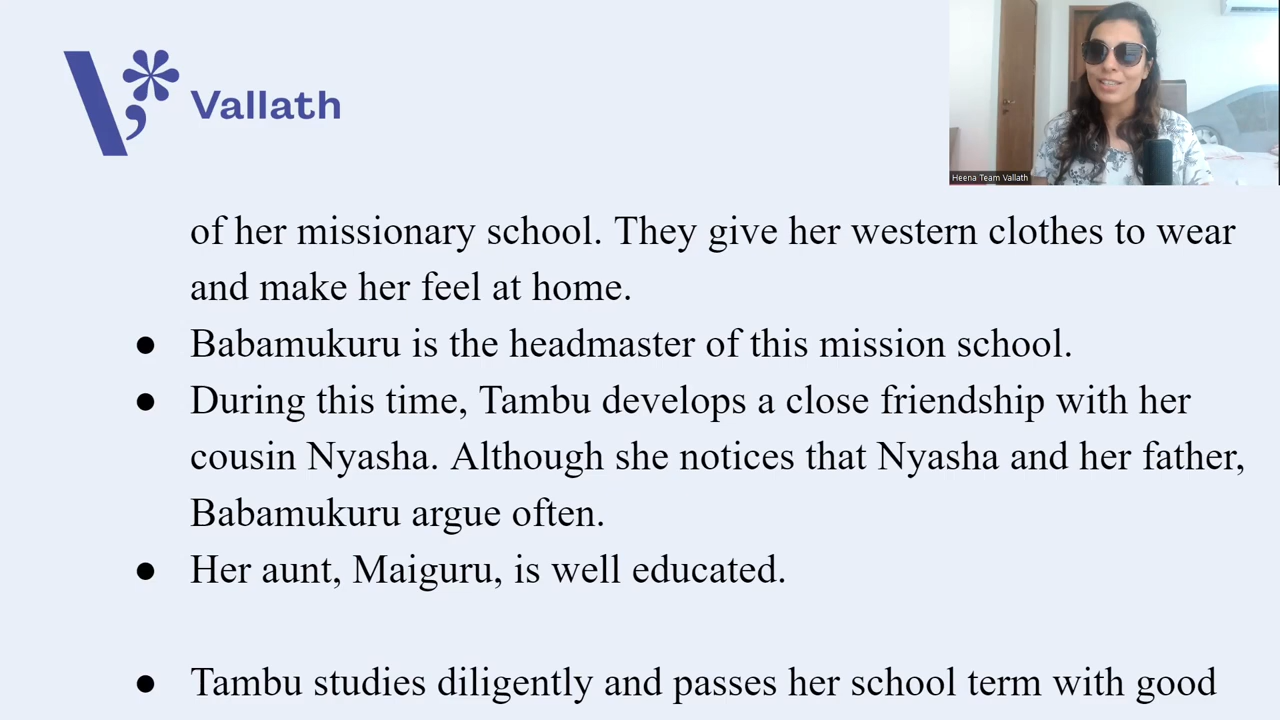 Vallath
Heena Team Vallath
of her missionary school. They give her western clothes to wear
and make her feel at home.
● Babamukuru is the headmaster of this mission school.
● During this time, Tambu develops a close friendship with her
cousin Nyasha. Although she notices that Nyasha and her father,
Babamukuru argue often.
● Her aunt, Maiguru, is well educated.
● Tambu studies diligently and passes her school term with good